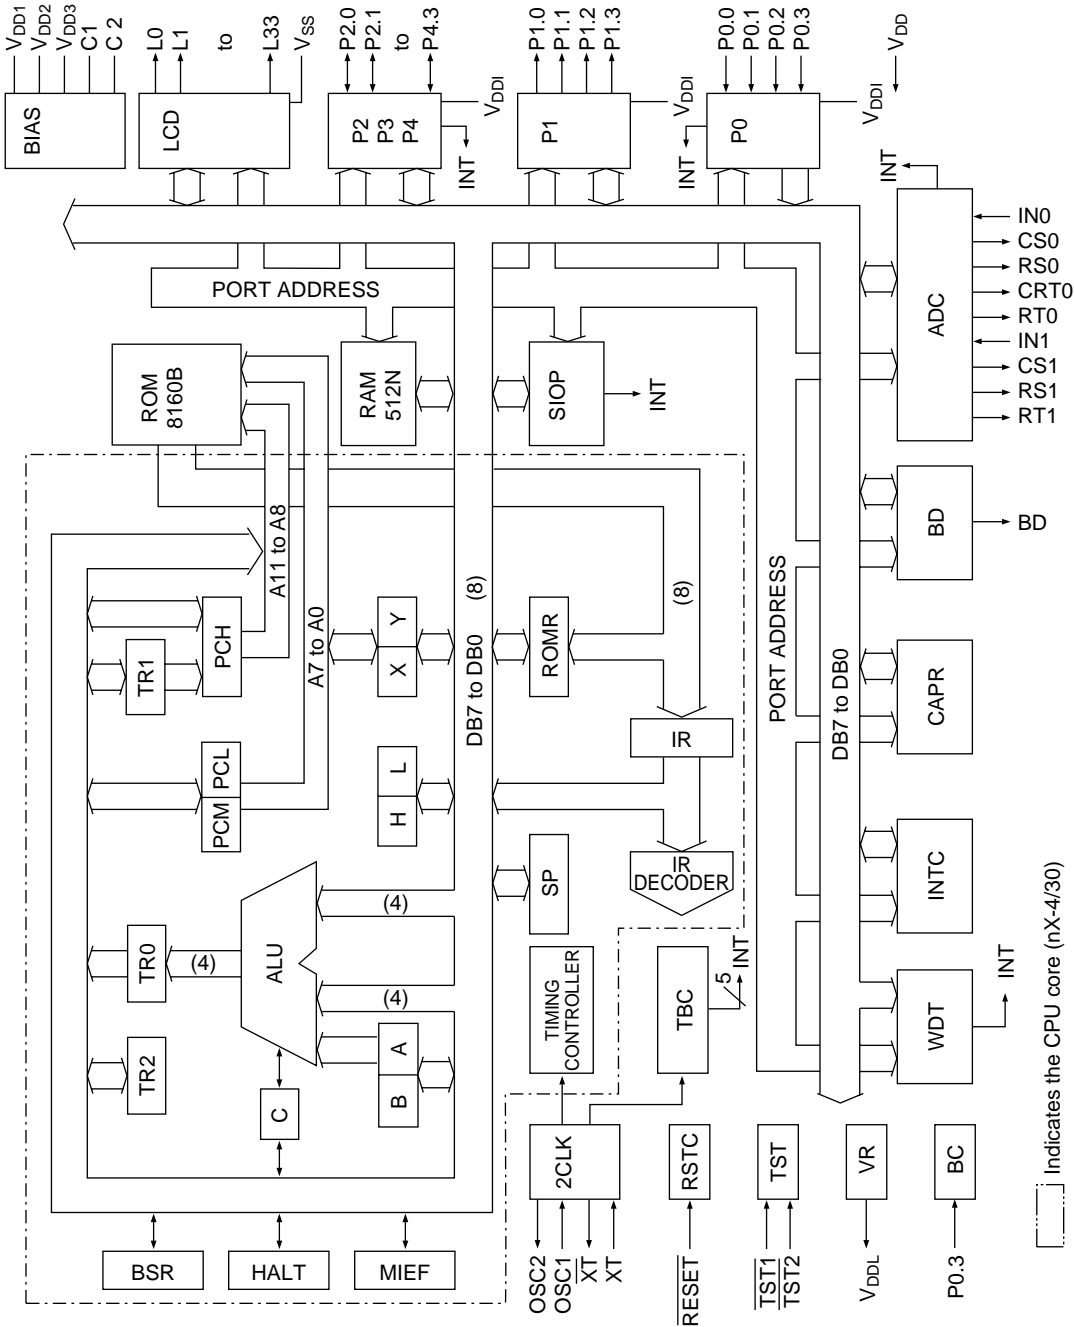 VDD1
VDD2
VDD3
C1
C 2
BIAS
L0
L1
to
L33
VSS
LCD
P2.0
P2.1
to
P4.3
VDDI
INT
P2
P3
P4
P1.0
P1.1
P1.2
P1.3
VDDI
P1
P0.0
P0.1
P0.2
P0.3
VDDI
INT
P0
VDD
PORT ADDRESS
ROM
8160B
RAM
512N
SIOP
INT
INT
ADC
IN0
CS0
RS0
CRT0
RT0
IN1
CS1
RS1
RT1
A11 to A8
A7 to A0
DB7 to DB0
(8)
(8)
PORT ADDRESS
DB7 to DB0
BD
BD
TR1
PCH
X
Y
ROMR
IR
CAPR
PCM
PCL
H
L
SP
IR
DECODER
INTC
TR0
(4)
ALU
(4)
(4)
TR2
C
B
A
TIMING
CONTROLLER
TBC
5
INT
WDT
INT
2CLK
RSTC
TST
VR
BC
BSR
HALT
MIEF
OSC2
OSC1
XT
XT
RESET
TST1
TST2
VDDL
P0.3
Indicates the CPU core (nX-4/30)